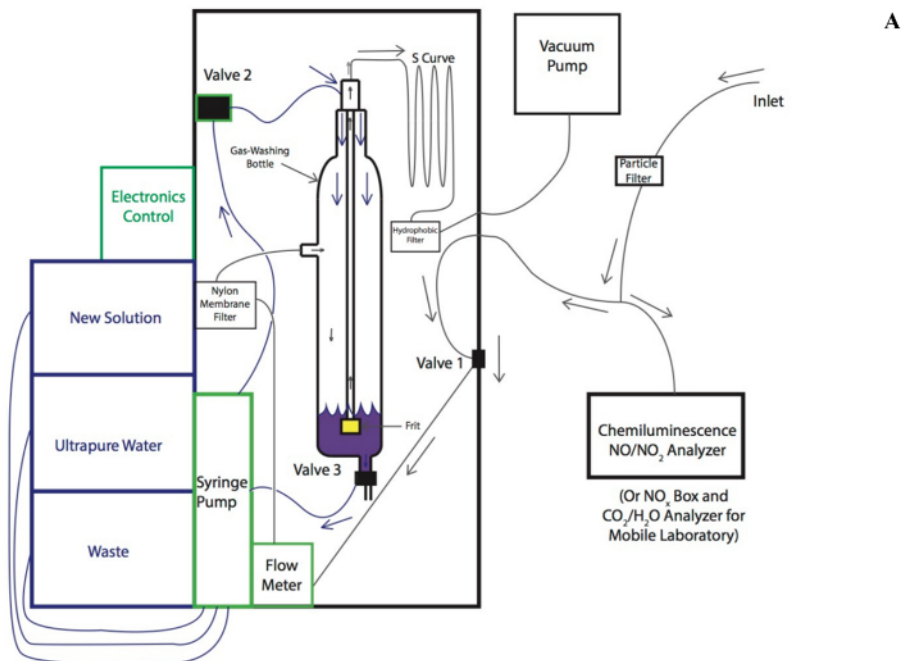 A
Vacuum
Pump
S Curve
Valve 2
Inlet
Gas-Washing
Bottle
Particle
Filter
Electronics
Control
Hydrophobic
Filter
Nylon
Membrane
Filter
New Solution
Valve 1
Chemiluminescence
NO/NO₂ Analyzer
Frit
Ultrapure Water
Valve 3
Syringe
Pump
(Or NOₓ Box and
CO₂/H₂O Analyzer for
Mobile Laboratory)
Waste
Flow
Meter